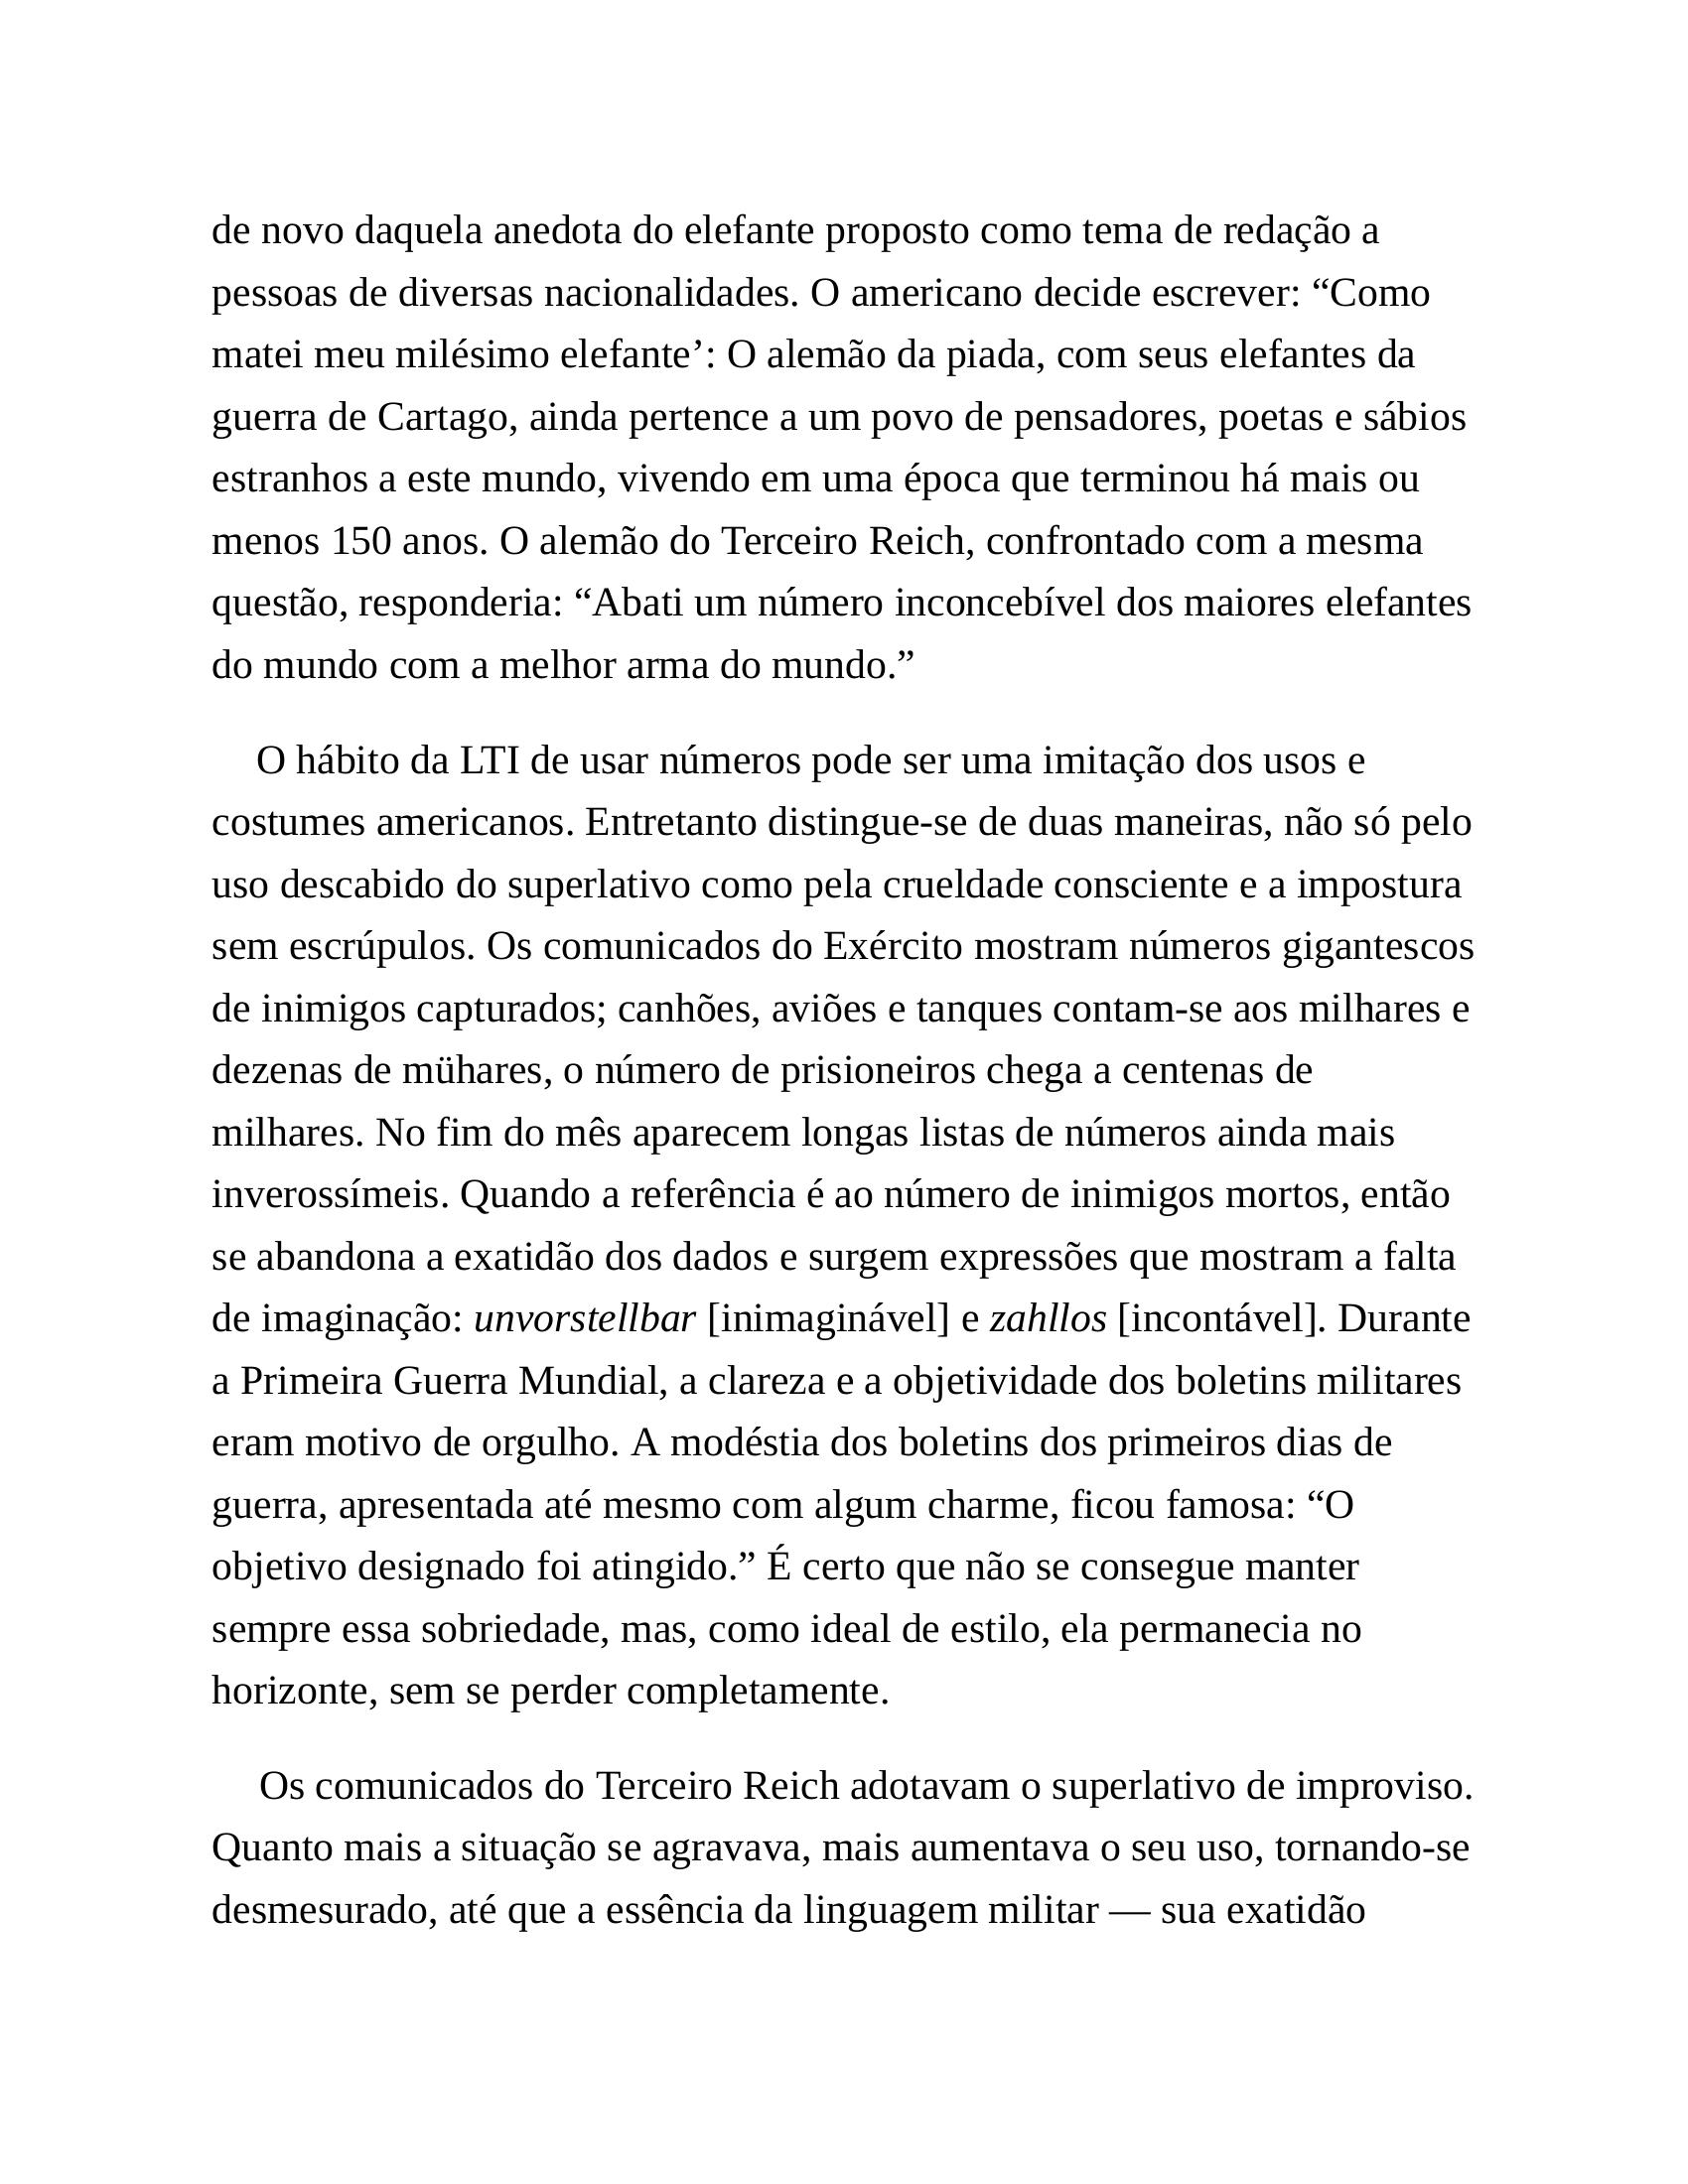 de novo daquela anedota do elefante proposto como tema de redação a
pessoas de diversas nacionalidades. O americano decide escrever: “Como
matei meu milésimo elefante’: O alemão da piada, com seus elefantes da
guerra de Cartago, ainda pertence a um povo de pensadores, poetas e sábios
estranhos a este mundo, vivendo em uma época que terminou há mais ou
menos 150 anos. O alemão do Terceiro Reich, confrontado com a mesma
questão, responderia: “Abati um número inconcebível dos maiores elefantes
do mundo com a melhor arma do mundo.”
O hábito da LTI de usar números pode ser uma imitação dos usos e
costumes americanos. Entretanto distingue-se de duas maneiras, não só pelo
uso descabido do superlativo como pela crueldade consciente e a impostura
sem escrúpulos. Os comunicados do Exército mostram números gigantescos
de inimigos capturados; canhões, aviões e tanques contam-se aos milhares e
dezenas de mühares, o número de prisioneiros chega a centenas de
milhares. No fim do mês aparecem longas listas de números ainda mais
inverossímeis. Quando a referência é ao número de inimigos mortos, então
se abandona a exatidão dos dados e surgem expressões que mostram a falta
de imaginação: unvorstellbar [inimaginável] e zahllos [incontável]. Durante
a Primeira Guerra Mundial, a clareza e a objetividade dos boletins militares
eram motivo de orgulho. A modéstia dos boletins dos primeiros dias de
guerra, apresentada até mesmo com algum charme, ficou famosa: “O
objetivo designado foi atingido.” É certo que não se consegue manter
sempre essa sobriedade, mas, como ideal de estilo, ela permanecia no
horizonte, sem se perder completamente.
Os comunicados do Terceiro Reich adotavam o superlativo de improviso.
Quanto mais a situação se agravava, mais aumentava o seu uso, tornando-se
desmesurado, até que a essência da linguagem militar — sua exatidão